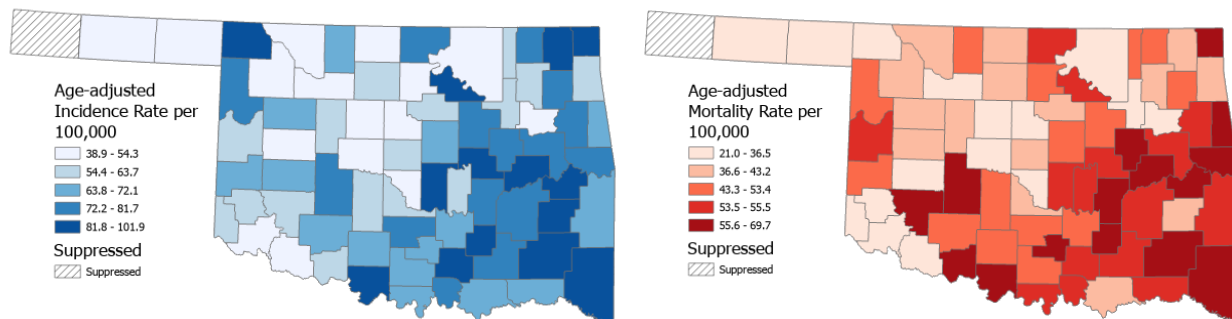 Age-adjusted
Incidence Rate per
100,000
38.9 - 54.3
54.4 - 63.7
63.8 - 72.1
72.2 - 81.7
81.8 - 101.9
Suppressed
Suppressed
Age-adjusted
Mortality Rate per
100,000
21.0 - 36.5
36.6 - 43.2
43.3 - 53.4
53.5 - 55.5
55.6 - 69.7
Suppressed
Suppressed